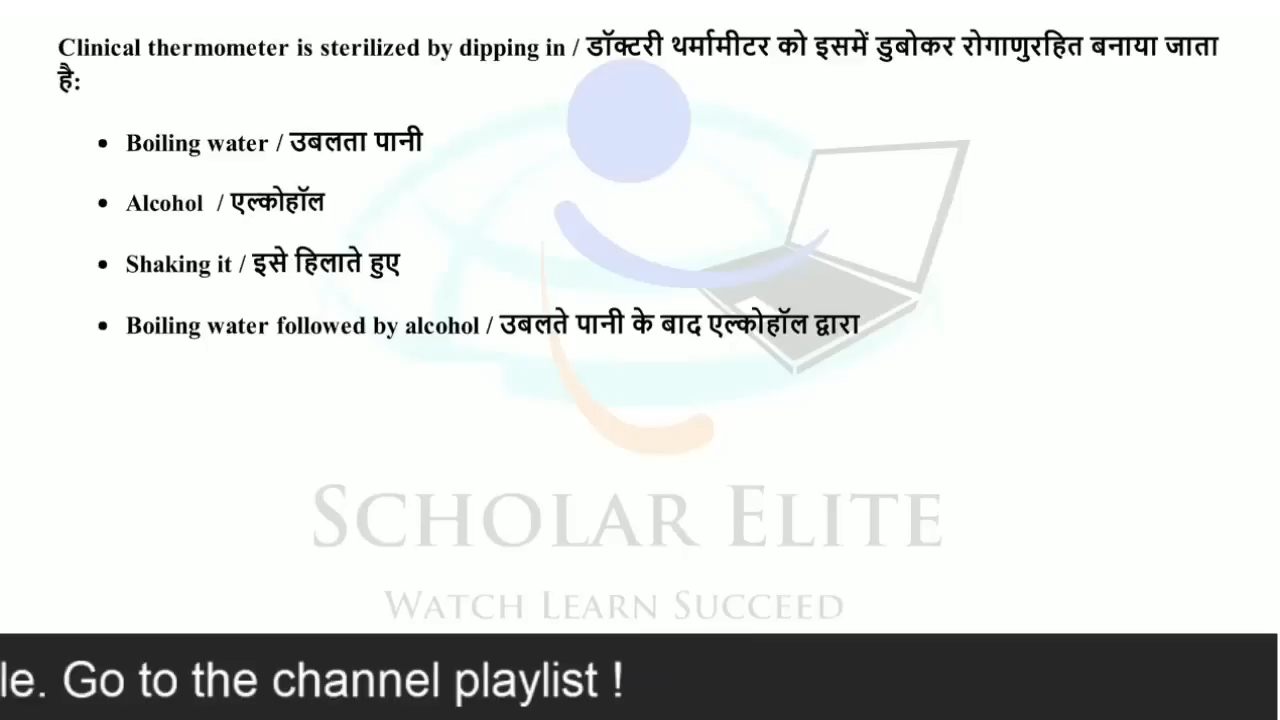 Clinical thermometer is sterilized by dipping in / डॉक्टरी थर्मामीटर को इसमें डुबोकर रोगाणुरहित बनाया जाता
है:
• Boiling water / उबलता पानी
• Alcohol / एल्कोहॉल
• Shaking it / इसे हिलाते हुए
• Boiling water followed by alcohol / उबलते पानी के बाद एल्कोहॉल द्वारा
SCHOLAR ELITE
WATCH LEARN SUCCEED
le. Go to the channel playlist !